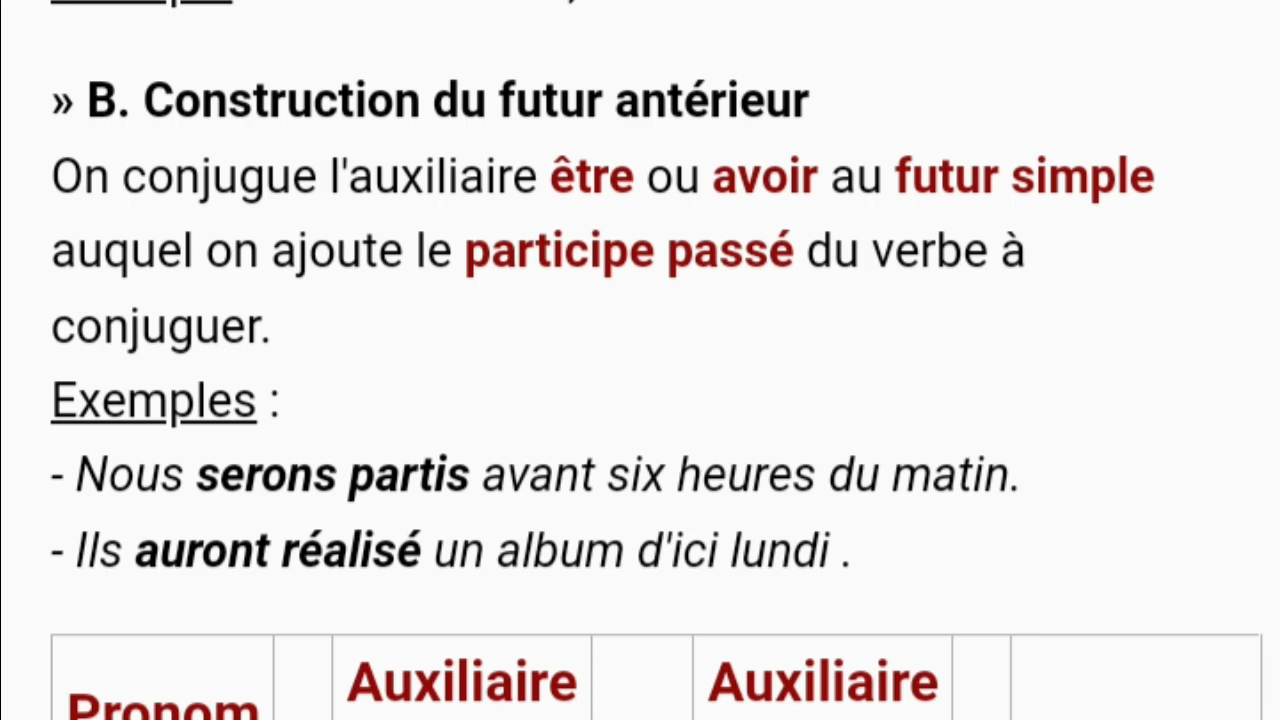 » B. Construction du futur antérieur
On conjugue l'auxiliaire être ou avoir au futur simple
auquel on ajoute le participe passé du verbe à
conjuguer.
Exemples :
- Nous serons partis avant six heures du matin.
- Ils auront réalisé un album d'ici lundi .
Auxiliaire Auxiliaire
Pronom